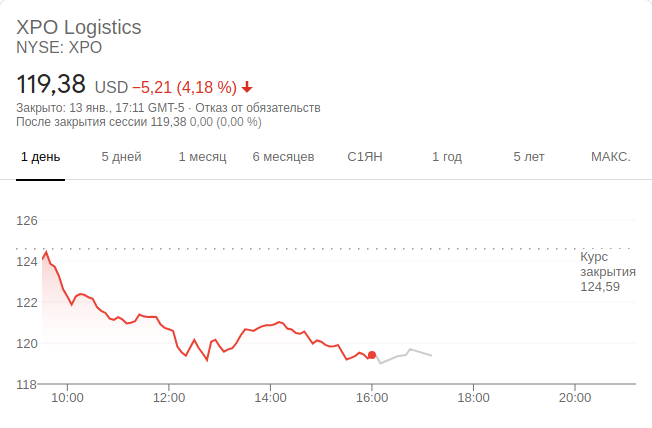 XPO Logistics
NYSE: XPO
119,38 USD −5,21 (4,18 %)
Закрыто: 13 янв., 17:11 GMT-5 · Отказ от обязательств
После закрытия сессии 119,38 0,00 (0,00 %)
1 день 5 дней 1 месяц 6 месяцев С1ЯН 1 год 5 лет МАКС.
126
124
122
120
118
Курс
закрытия
124,59
10:00 12:00 14:00 16:00 18:00 20:00